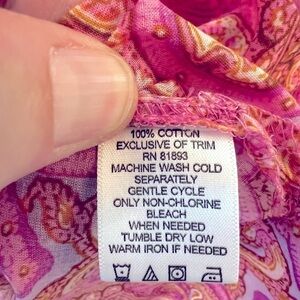 100% COTTON
EXCLUSIVE OF TRIM
RN 81893
MACHINE WASH COLD
SEPARATELY
GENTLE CYCLE
ONLY NON-CHLORINE
BLEACH
WHEN NEEDED
TUMBLE DRY LOW
WARM IRON IF NEEDED